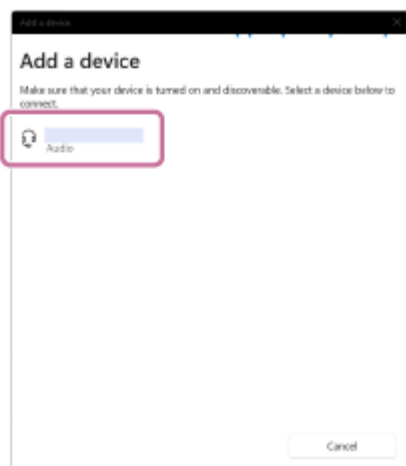 Add a device
Add a device
Make sure that your device is turned on and discoverable. Select a device below to
connect.
Audio
Cancel